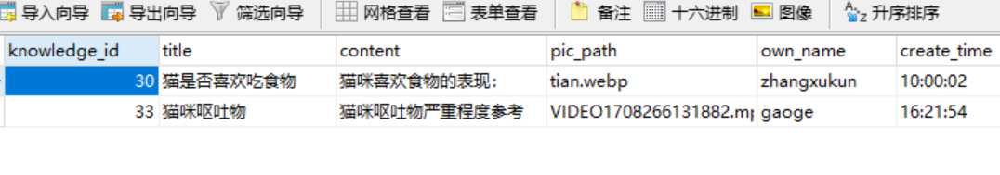 导入向导 导出向导 筛选向导 网格查看 表单查看 备注 十六进制 图像 升序排序
knowledge_id title content pic_path own_name create_time
30 猫是否喜欢吃食物 猫咪喜欢食物的表现: tian.webp zhangxukun 10:00:02
33 猫咪呕吐物 猫咪呕吐物严重程度参考 VIDEO1708266131882.mp gaoge 16:21:54